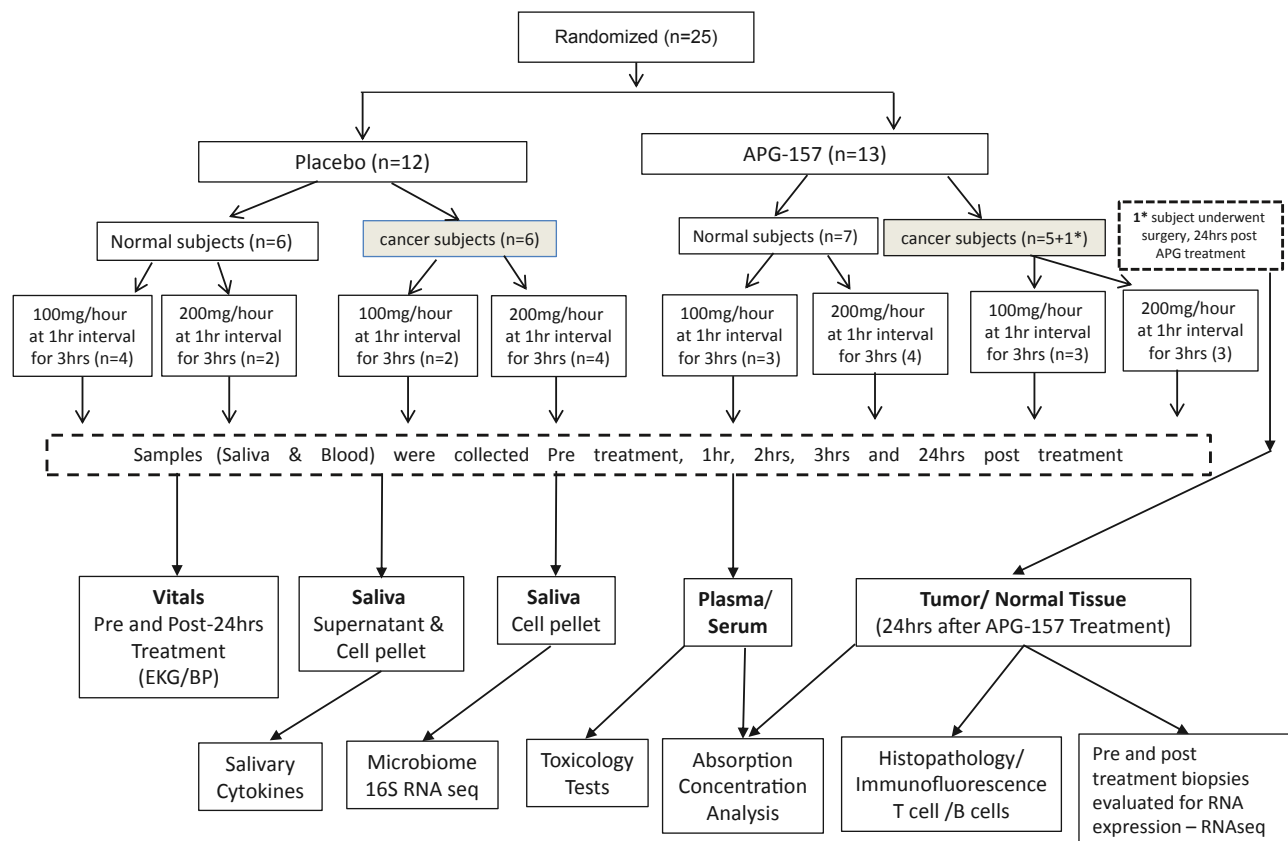 Randomized (n=25)
Placebo (n=12)
APG-157 (n=13)
Normal subjects (n=6)
cancer subjects (n=6)
Normal subjects (n=7)
cancer subjects (n=5+1*)
1* subject underwent
surgery, 24hrs post
APG treatment
100mg/hour
at 1hr interval
for 3hrs (n=4)
200mg/hour
at 1hr interval
for 3hrs (n=2)
100mg/hour
at 1hr interval
for 3hrs (n=2)
200mg/hour
at 1hr interval
for 3hrs (n=4)
100mg/hour
at 1hr interval
for 3hrs (n=3)
200mg/hour
at 1hr interval
for 3hrs (4)
100mg/hour
at 1hr interval
for 3hrs (n=3)
200mg/hour
at 1hr interval
for 3hrs (3)
Samples (Saliva & Blood) were collected Pre treatment, 1hr, 2hrs, 3hrs and 24hrs post treatment
Vitals
Pre and Post-24hrs
Treatment
(EKG/BP)
Saliva
Supernatant &
Cell pellet
Saliva
Cell pellet
Plasma/
Serum
Tumor/ Normal Tissue
(24hrs after APG-157 Treatment)
Salivary
Cytokines
Microbiome
16S RNA seq
Toxicology
Tests
Absorption
Concentration
Analysis
Histopathology/
Immunofluorescence
T cell /B cells
Pre and post
treatment biopsies
evaluated for RNA
expression – RNAseq